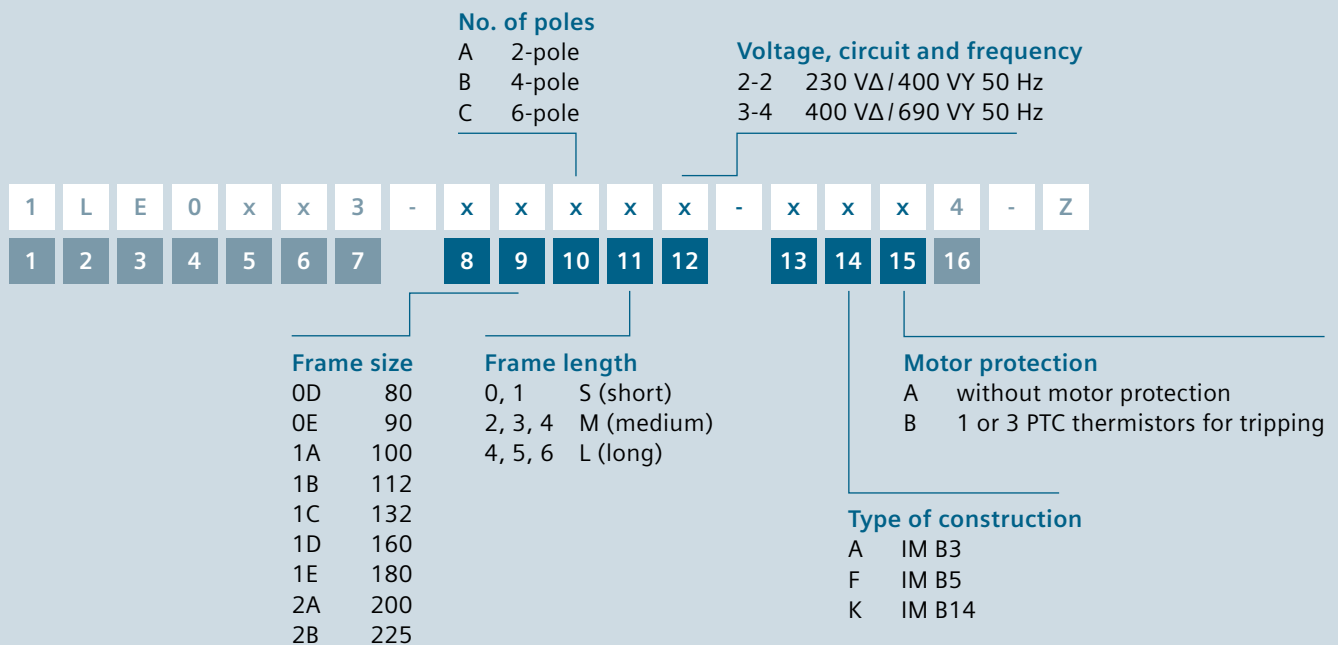 No. of poles
A 2-pole
B 4-pole
C 6-pole
Voltage, circuit and frequency
2-2 230 VΔ/400 VY 50 Hz
3-4 400 VΔ/690 VY 50 Hz
1 L E 0 x x 3 - x x x x x - x x x 4 - Z
1 2 3 4 5 6 7 8 9 10 11 12 13 14 15 16
Frame size
0D 80
0E 90
1A 100
1B 112
1C 132
1D 160
1E 180
2A 200
2B 225
Frame length
0, 1 S (short)
2, 3, 4 M (medium)
4, 5, 6 L (long)
Motor protection
A without motor protection
B 1 or 3 PTC thermistors for tripping
Type of construction
A IM B3
F IM B5
K IM B14